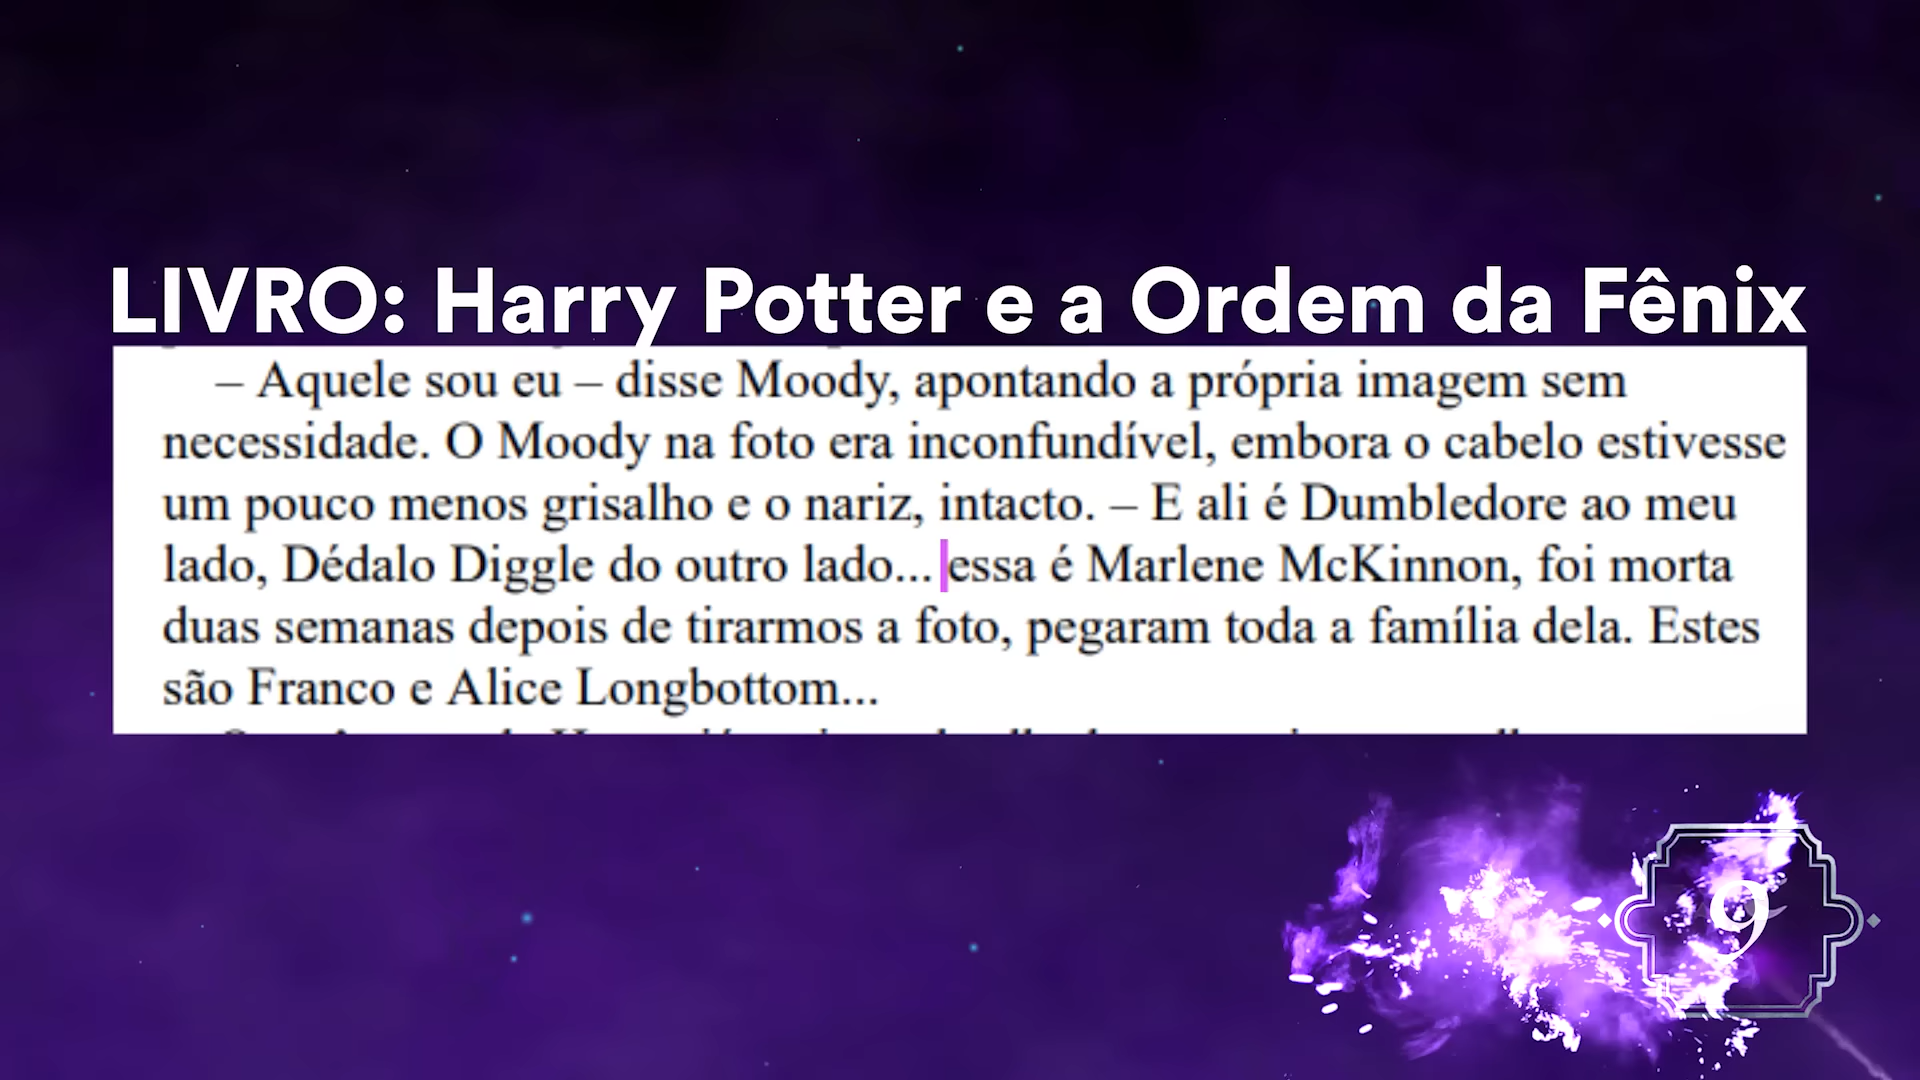 LIVRO: Harry Potter e a Ordem da Fênix
– Aquele sou eu – disse Moody, apontando a própria imagem sem
necessidade. O Moody na foto era inconfundível, embora o cabelo estivesse
um pouco menos grisalho e o nariz, intacto. – E ali é Dumbledore ao meu
lado, Dédalo Diggle do outro lado... essa é Marlene McKinnon, foi morta
duas semanas depois de tirarmos a foto, pegaram toda a família dela. Estes
são Franco e Alice Longbottom...
9